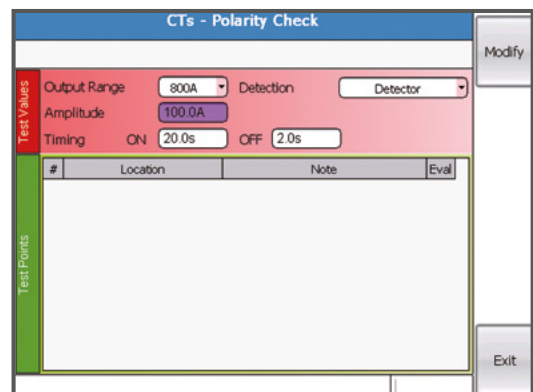 CTs - Polarity Check
Modify
Test Values
Output Range 800A Detection Detector
Amplitude 100.0A
Timing ON 20.0s OFF 2.0s
Test Points
# Location Note Eval
Exit